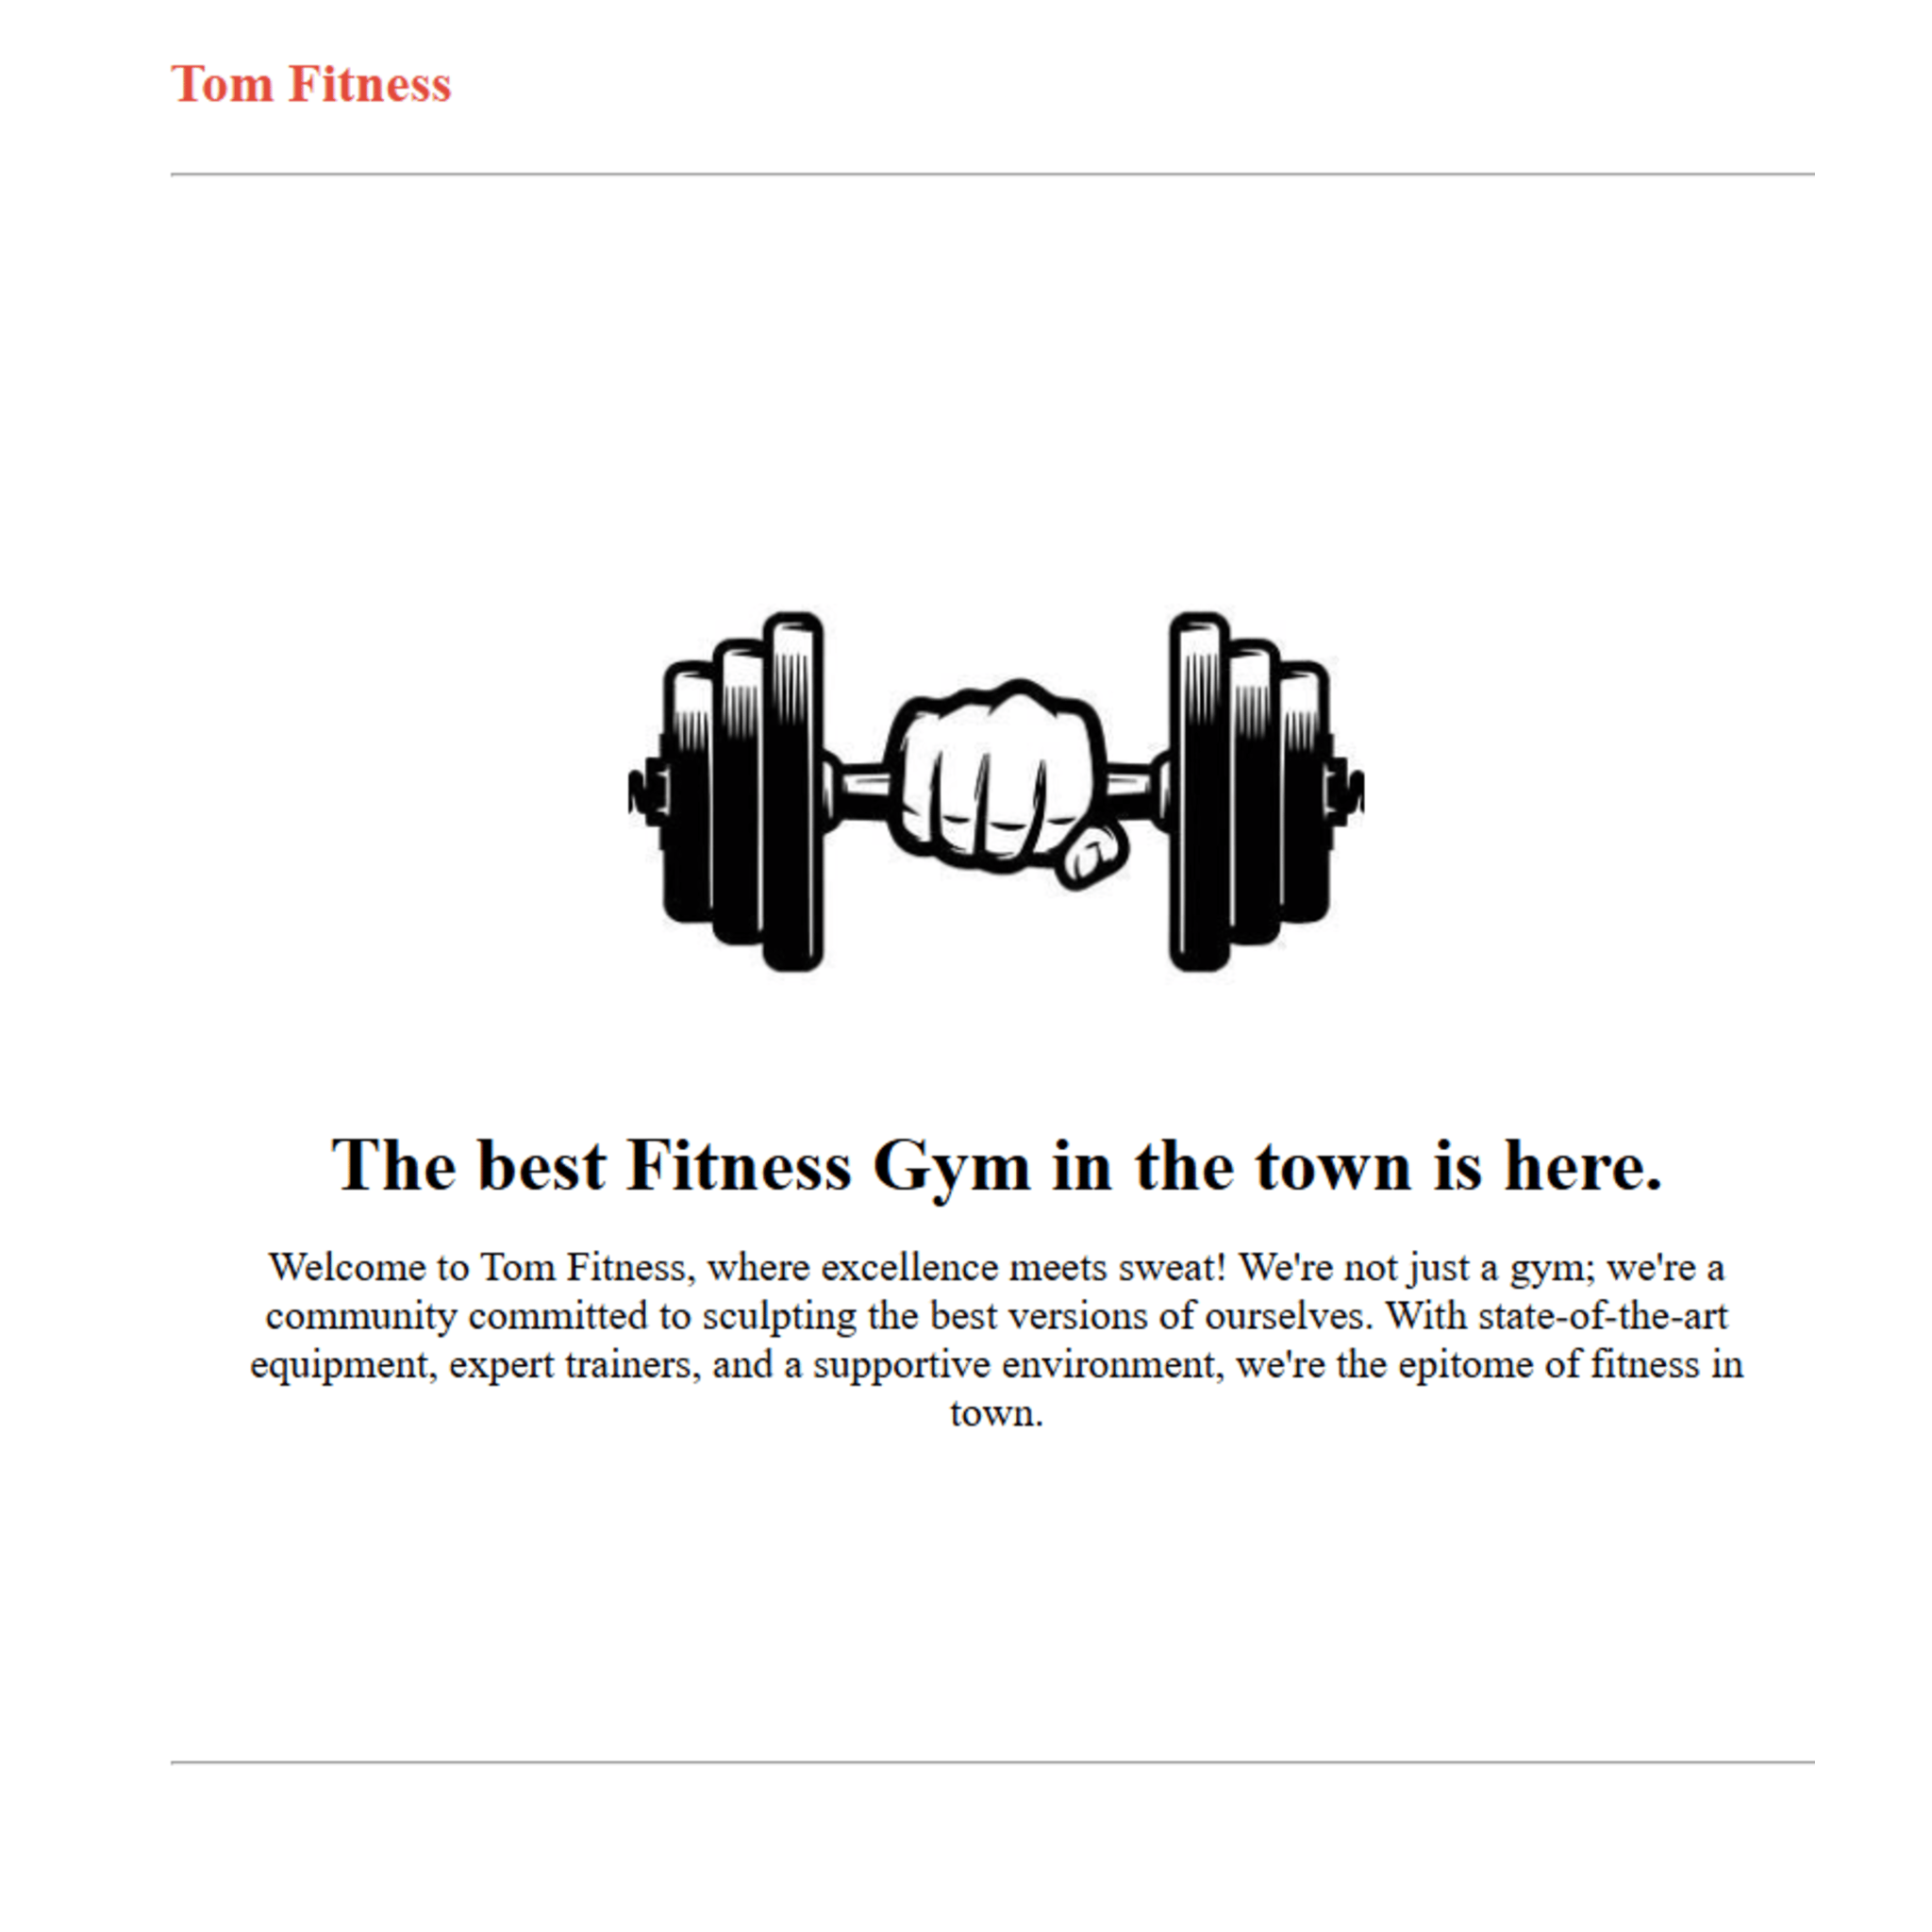 Tom Fitness
The best Fitness Gym in the town is here.
Welcome to Tom Fitness, where excellence meets sweat! We're not just a gym; we're a
community committed to sculpting the best versions of ourselves. With state-of-the-art
equipment, expert trainers, and a supportive environment, we're the epitome of fitness in
town.